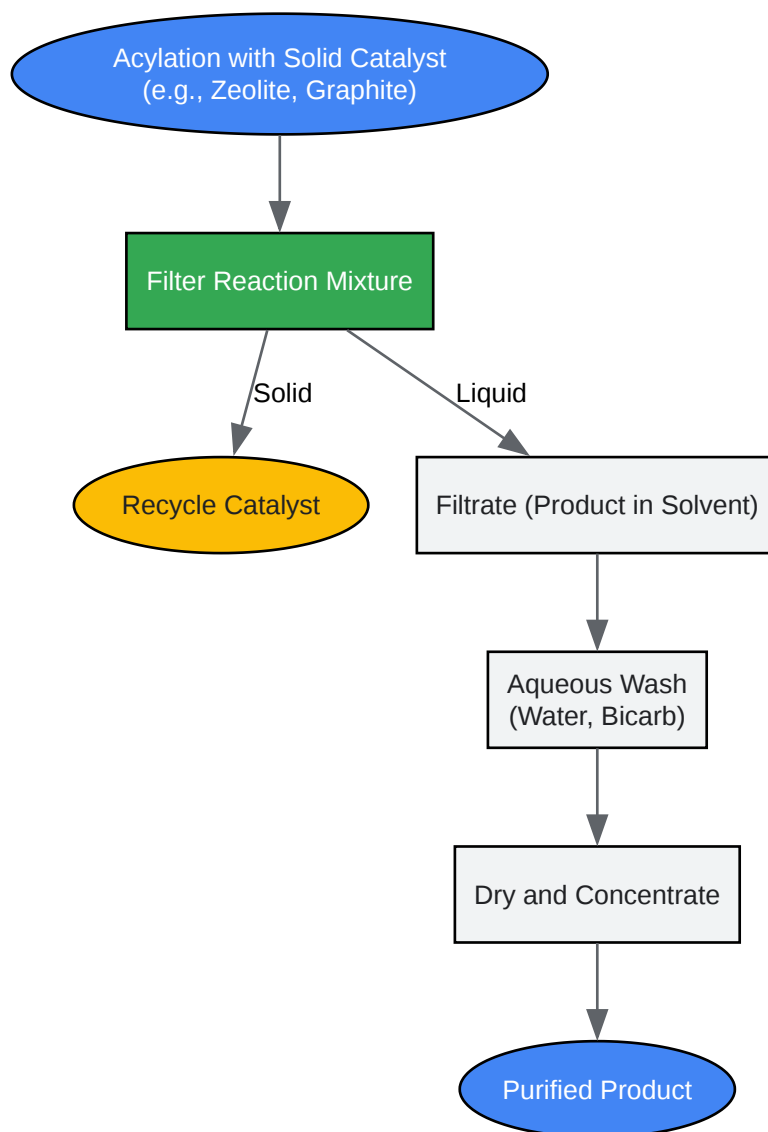 Acylation with Solid Catalyst
(e.g., Zeolite, Graphite)
Filter Reaction Mixture
Solid
Liquid
Recycle Catalyst
Filtrate (Product in Solvent)
Aqueous Wash
(Water, Bicarb)
Dry and Concentrate
Purified Product